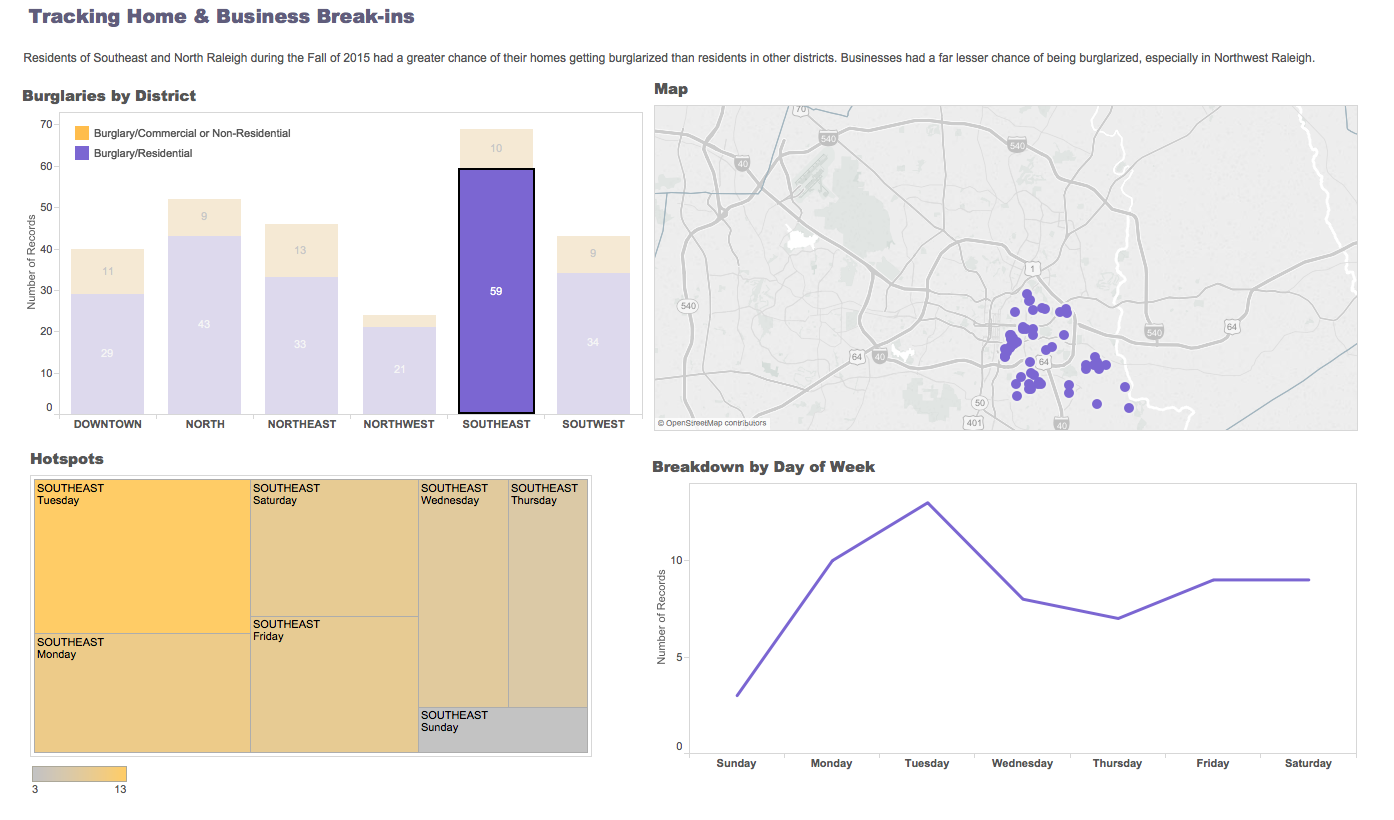 Tracking Home & Business Break-ins
Residents of Southeast and North Raleigh during the Fall of 2015 had a greater chance of their homes getting burglarized than residents in other districts. Businesses had a far lesser chance of being burglarized, especially in Northwest Raleigh.
Burglaries by District
Burglary/Commercial or Non-Residential
Burglary/Residential
Number of Records
70
60
50
40
30
20
10
0
11
29
9
43
13
33
21
10
59
9
34
DOWNTOWN
NORTH
NORTHEAST
NORTHWEST
SOUTHEAST
SOUTWEST
Map
70
540
540
40
1
540
64
540
64
40
64
50
401
40
© OpenStreetMap contributors
Hotspots
SOUTHEAST
Tuesday
SOUTHEAST
Monday
SOUTHEAST
Saturday
SOUTHEAST
Friday
SOUTHEAST
Wednesday
SOUTHEAST
Thursday
SOUTHEAST
Sunday
3
13
Breakdown by Day of Week
Number of Records
10
5
0
Sunday
Monday
Tuesday
Wednesday
Thursday
Friday
Saturday